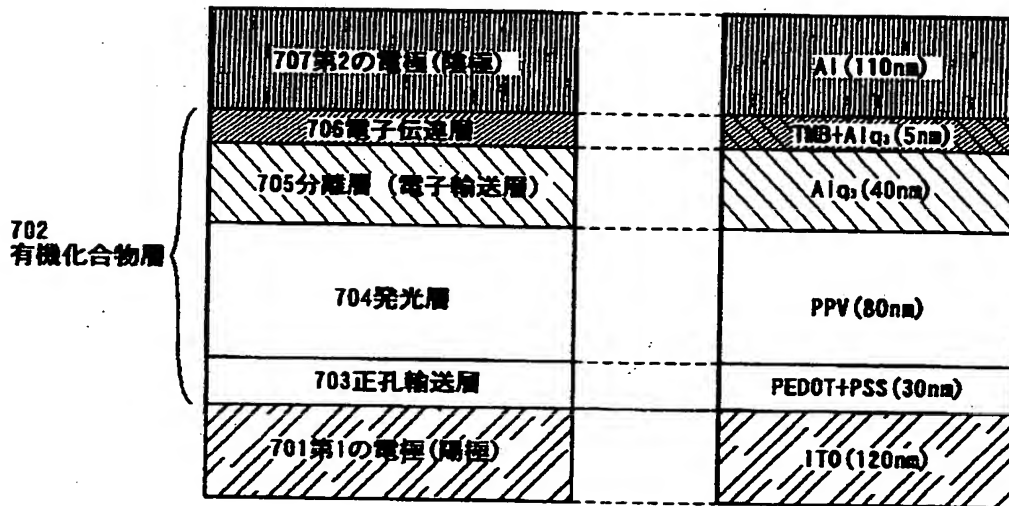 707第2の電極(陰極)
706電子伝達層
705分離層 (電子輸送層)
702
有機化合物層
704発光層
703正孔輸送層
701第1の電極(陽極)
Al(110nm)
TMB+Alq₃(5nm)
Alq₃(40nm)
PPV(80nm)
PEDOT+PSS(30nm)
ITO(120nm)